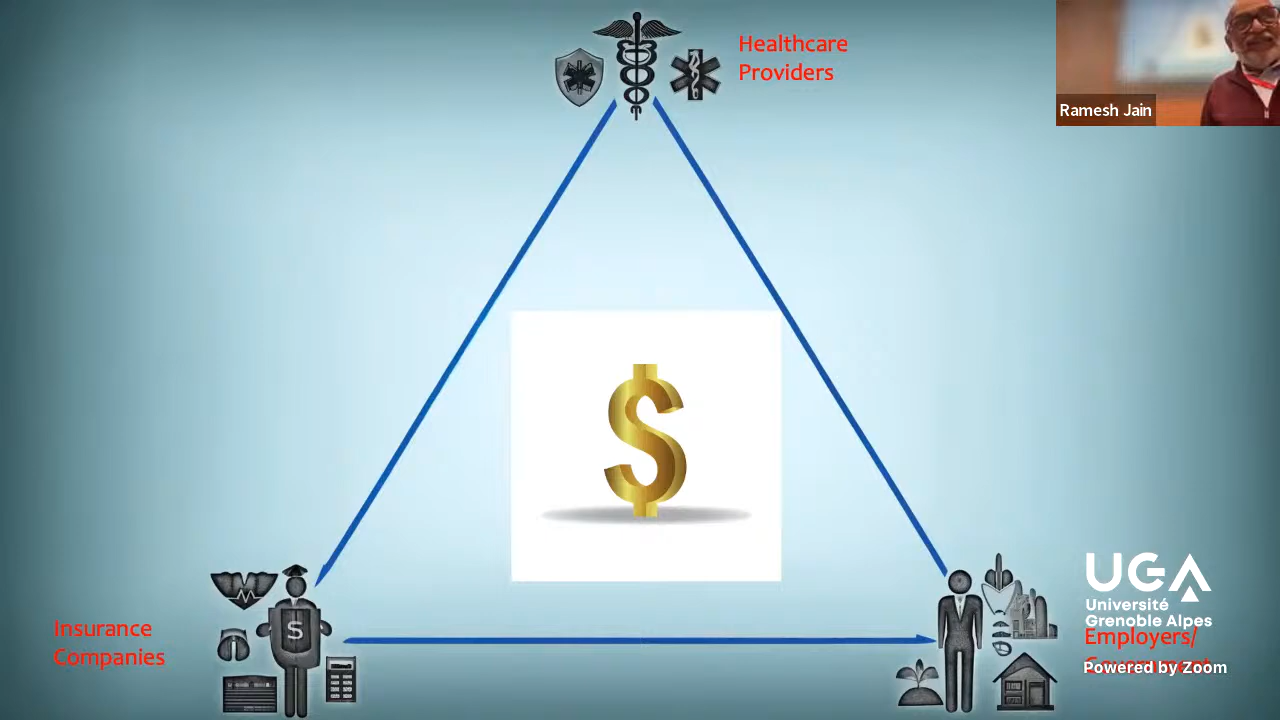 Healthcare
Providers
Ramesh Jain
$
S
Insurance
Companies
UGA
Université
Grenoble Alpes
Employers/
Powered by Zoom